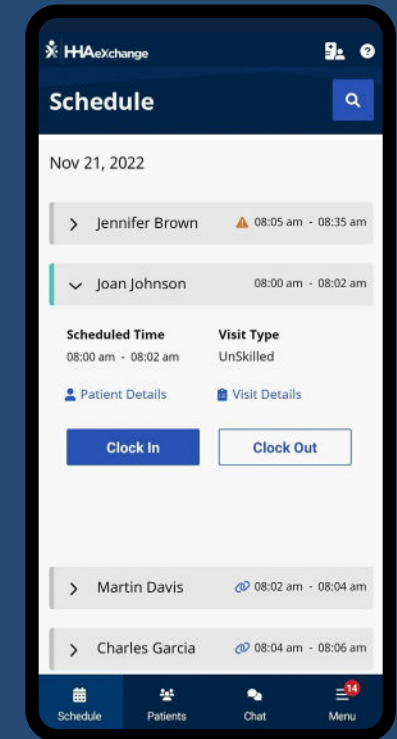 HHAeXchange
Schedule
Nov 21, 2022
Jennifer Brown 08:05 am - 08:35 am
Joan Johnson 08:00 am - 08:02 am
Scheduled Time Visit Type
08:00 am - 08:02 am UnSkilled
Patient Details Visit Details
Clock In Clock Out
Martin Davis 08:02 am - 08:04 am
Charles Garcia 08:04 am - 08:06 am
14
Schedule Patients Chat Menu